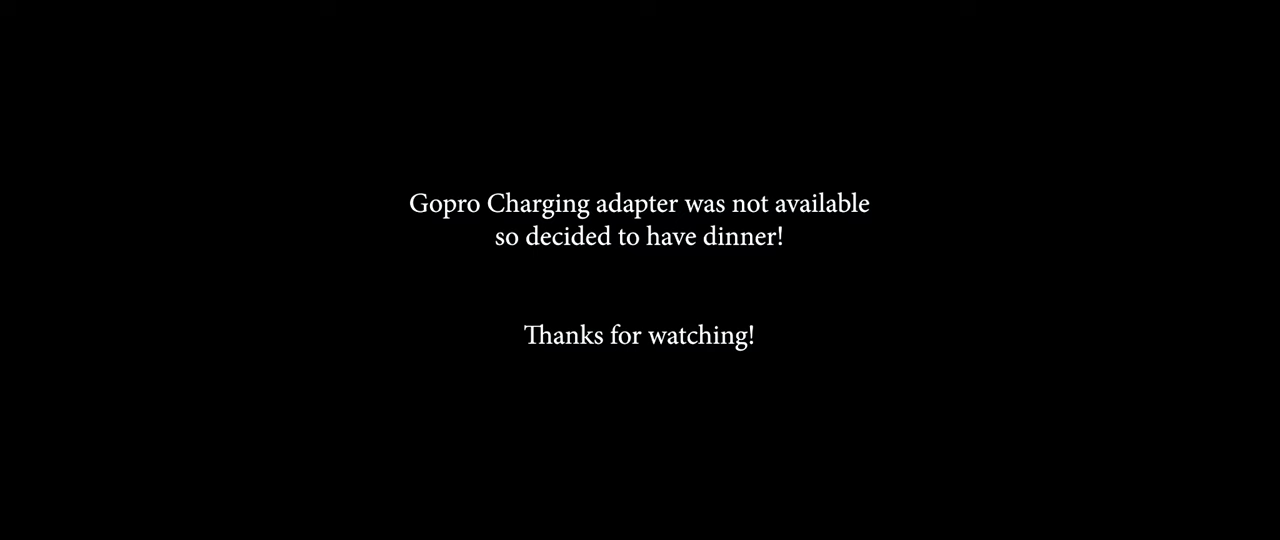 Gopro Charging adapter was not available
so decided to have dinner!
Thanks for watching!